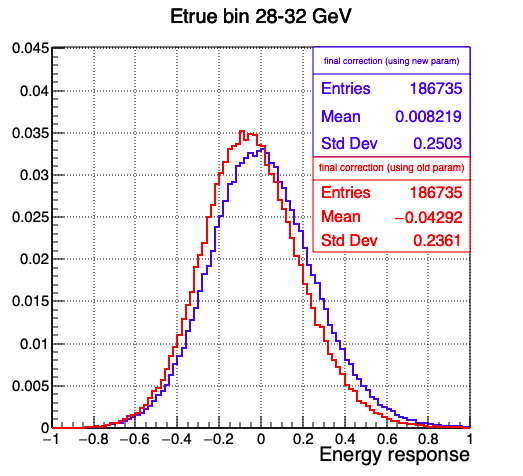 Etrue bin 28-32 GeV
0.045
0.04
0.035
0.03
0.025
0.02
0.015
0.01
0.005
0
final correction (using new param)
Entries 186735
Mean 0.008219
Std Dev 0.2503
final correction (using old param)
Entries 186735
Mean −0.04292
Std Dev 0.2361
−1 −0.8 −0.6 −0.4 −0.2 0 0.2 0.4 0.6 0.8 1
Energy response